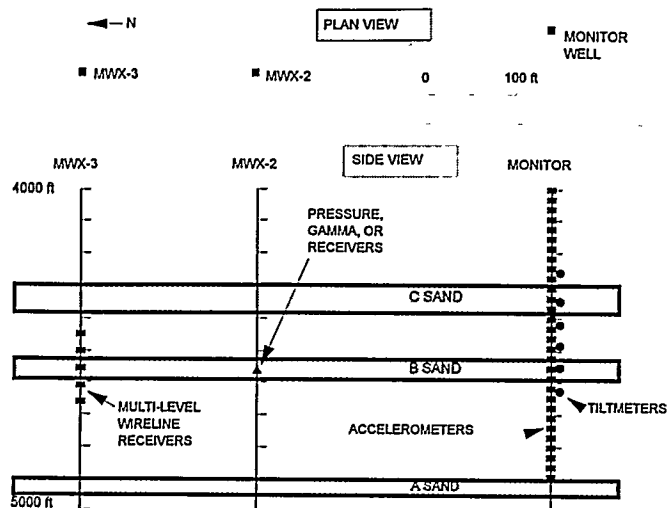 N
PLAN VIEW
MONITOR
WELL
MWX-3
MWX-2
0
100 ft
MWX-3
MWX-2
SIDE VIEW
MONITOR
4000 ft
PRESSURE,
GAMMA, OR
RECEIVERS
C SAND
B SAND
MULTI-LEVEL
WIRELINE
RECEIVERS
TILTMETERS
ACCELEROMETERS
A SAND
5000 ft